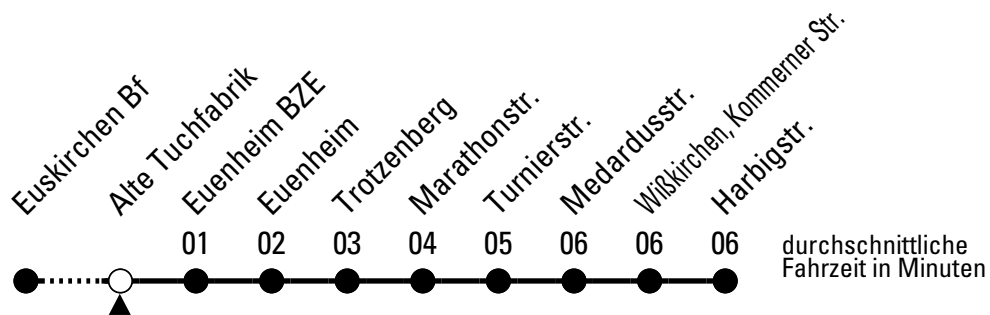 Euskirchen Bf
Alte Tuchfabrik
Euenheim BZE
Euenheim
Trotzenberg
Marathonstr.
Turnierstr.
Medardusstr.
Wißkirchen, Kommerner Str.
Harbigstr.
01 02 03 04 05 06 06 06
durchschnittliche
Fahrzeit in Minuten